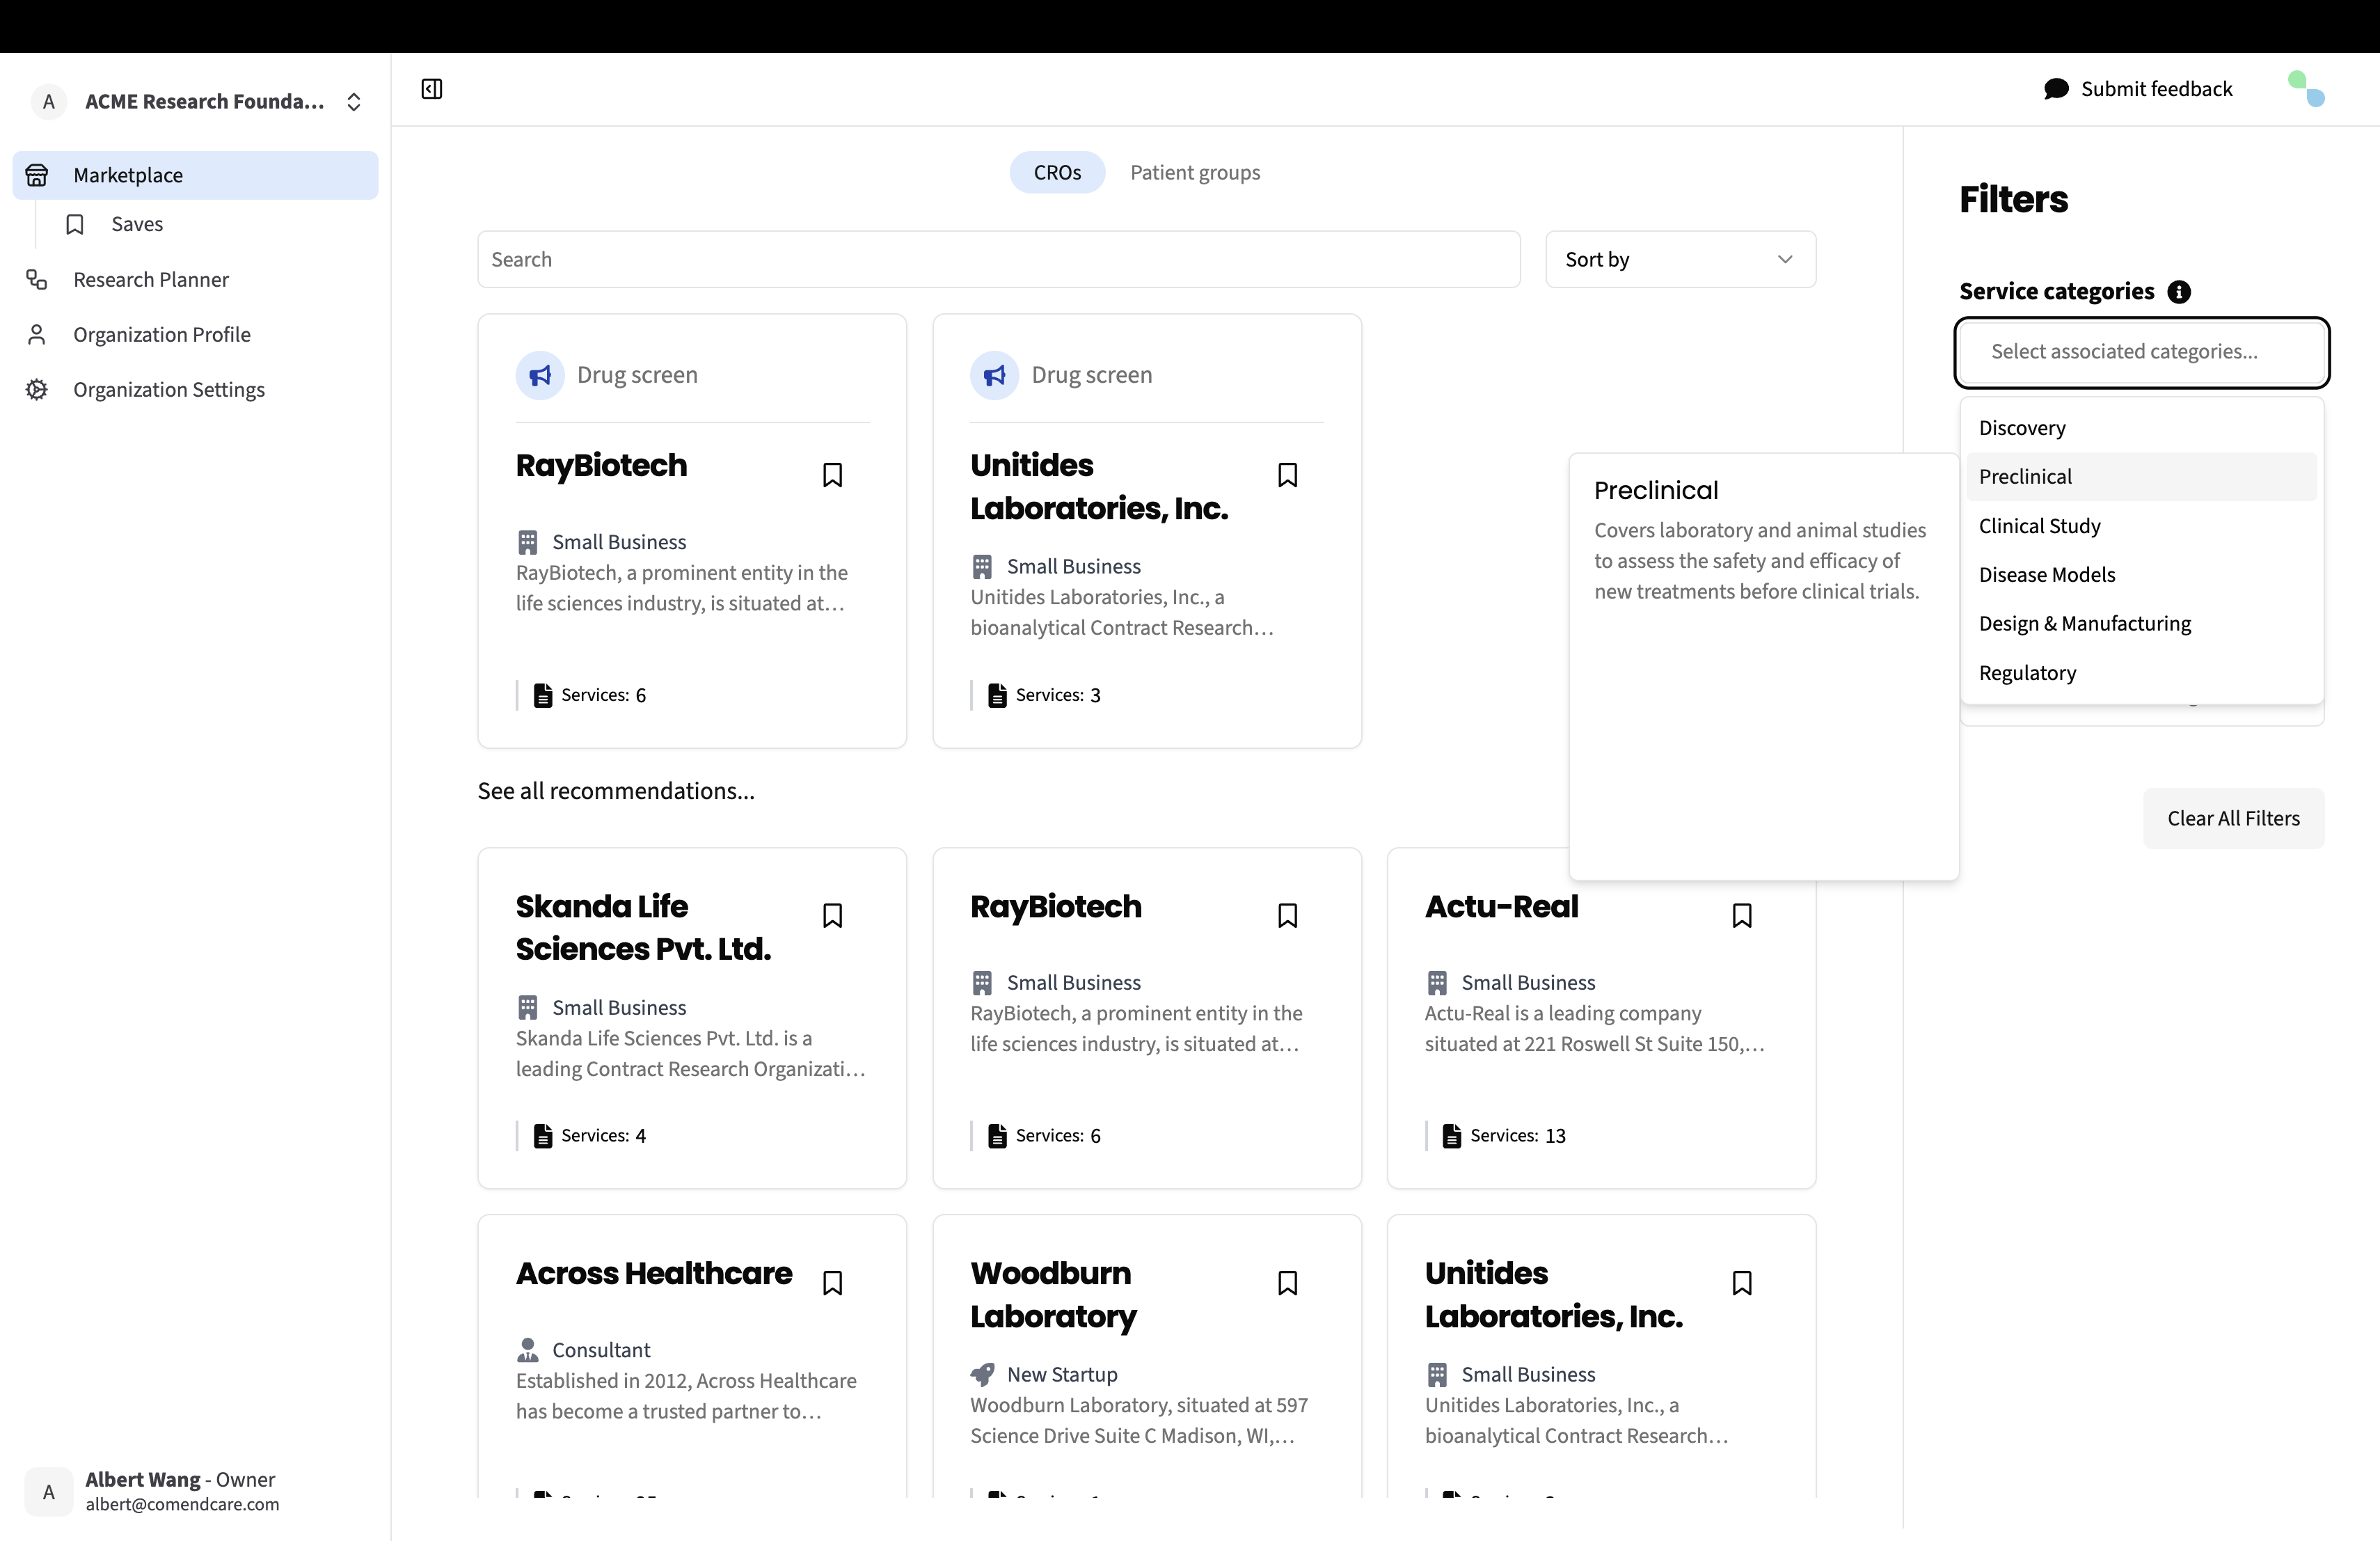 A
ACME Research Founda...
Marketplace
Saves
Research Planner
Organization Profile
Organization Settings
Submit feedback
CROs
Patient groups
Search
Sort by
Drug screen
RayBiotech
Small Business
RayBiotech, a prominent entity in the
life sciences industry, is situated at...
Services: 6
Drug screen
Unitides
Laboratories, Inc.
Small Business
Unitides Laboratories, Inc., a
bioanalytical Contract Research...
Services: 3
See all recommendations...
Skanda Life
Sciences Pvt. Ltd.
Small Business
Skanda Life Sciences Pvt. Ltd. is a
leading Contract Research Organizati...
Services: 4
RayBiotech
Small Business
RayBiotech, a prominent entity in the
life sciences industry, is situated at...
Services: 6
Actu-Real
Small Business
Actu-Real is a leading company
situated at 221 Roswell St Suite 150,...
Services: 13
Across Healthcare
Consultant
Established in 2012, Across Healthcare
has become a trusted partner to...
Woodburn
Laboratory
New Startup
Woodburn Laboratory, situated at 597
Science Drive Suite C Madison, WI,...
Unitides
Laboratories, Inc.
Small Business
Unitides Laboratories, Inc., a
bioanalytical Contract Research...
Filters
Service categories
Select associated categories...
Discovery
Preclinical
Clinical Study
Disease Models
Design & Manufacturing
Regulatory
Preclinical
Covers laboratory and animal studies
to assess the safety and efficacy of
new treatments before clinical trials.
Clear All Filters
A
Albert Wang - Owner
albert@comendcare.com